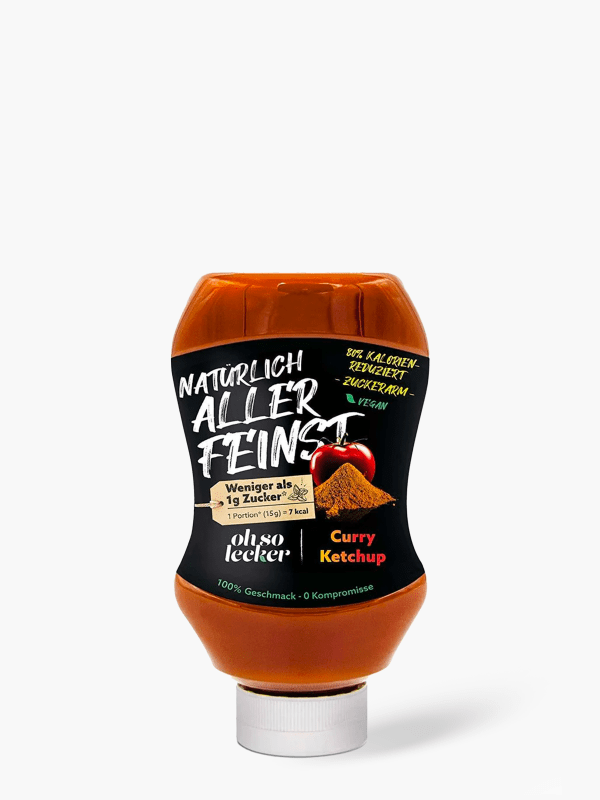 NATÜRLICH
ALLER
FEINST
80% KALORIEN-
REDUZIERT
- ZUCKERARM -
VEGAN
Weniger als
1g Zucker*
1 Portion* (15g) = 7 kcal
oh so
lecker
Curry
Ketchup
100% Geschmack - 0 Kompromisse